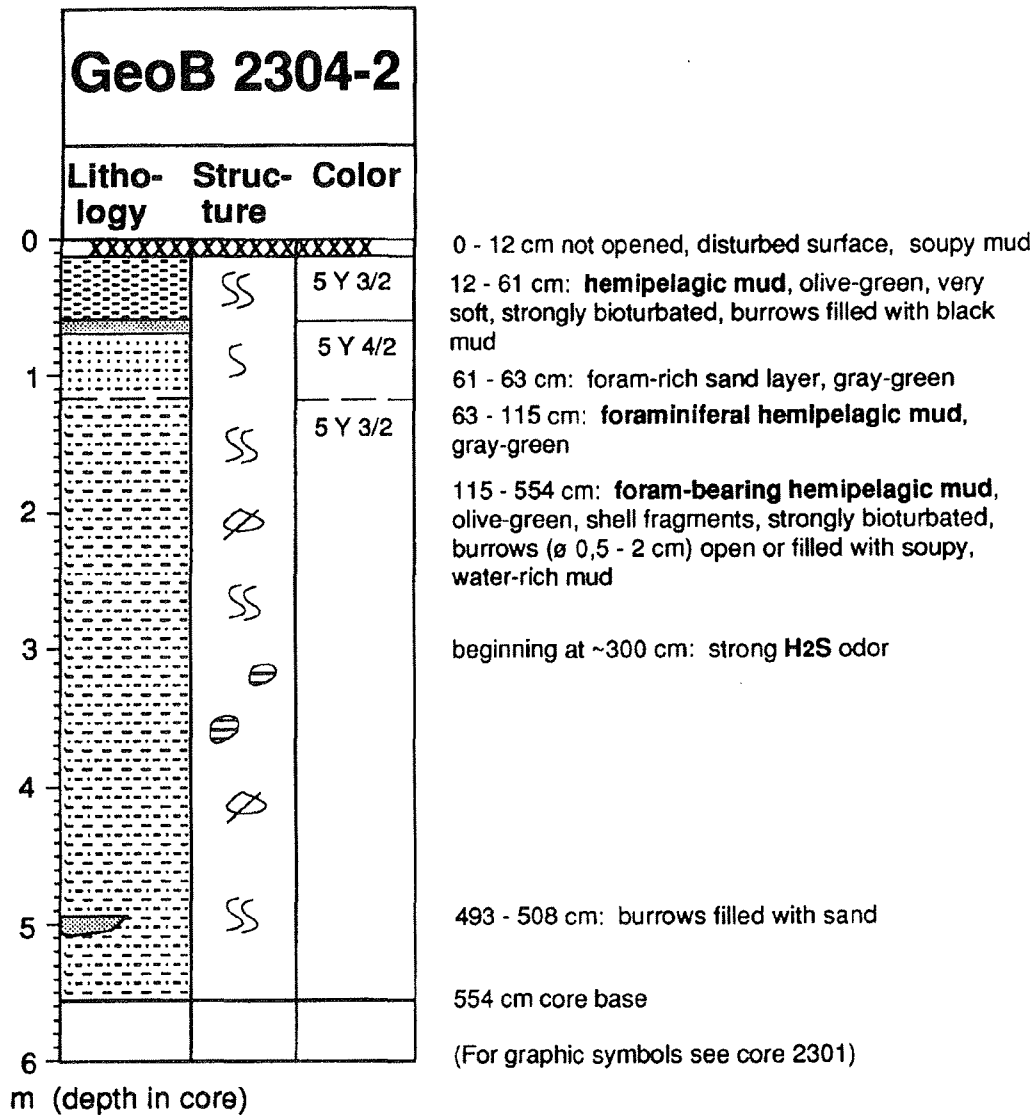 GeoB 2304-2
Litho- Struc- Color
logy ture
0
1
2
3
4
5
6
m (depth in core)
5 Y 3/2
5 Y 4/2
5 Y 3/2
0 - 12 cm not opened, disturbed surface, soupy mud
12 - 61 cm: hemipelagic mud, olive-green, very
soft, strongly bioturbated, burrows filled with black
mud
61 - 63 cm: foram-rich sand layer, gray-green
63 - 115 cm: foraminiferal hemipelagic mud,
gray-green
115 - 554 cm: foram-bearing hemipelagic mud,
olive-green, shell fragments, strongly bioturbated,
burrows (ø 0,5 - 2 cm) open or filled with soupy,
water-rich mud
beginning at ~300 cm: strong H2S odor
493 - 508 cm: burrows filled with sand
554 cm core base
(For graphic symbols see core 2301)